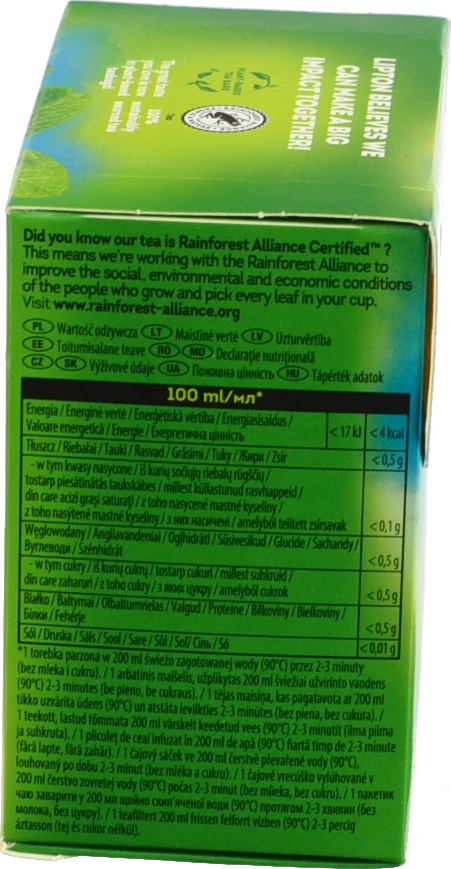 LIPTON BELIEVES WE
CAN MAKE A BIG
IMPACT TOGETHER!
PLANT-BASED
TEA BAGS
100%
Did you know our tea is Rainforest Alliance Certified™ ?
This means we're working with the Rainforest Alliance to
improve the social, environmental and economic conditions
of the people who grow and pick every leaf in your cup.
Visit www.rainforest-alliance.org
PL Wartość odżywcza LT Maistinė vertė LV Uzturvērtība
EE Toitumisalane teave RO MD Declarație nutrițională
CZ SK Výživové údaje UA Поживна цінність HU Tápérték adatok
100 ml/мл*
Energia / Energinė vertė / Enerģētiskā vērtība / Energiasisaldus /
Valoare energetică / Energie / Енергетична цінність < 17 kJ < 4 kcal
Tłuszcz / Riebalai / Tauki / Rasvad / Grăsimi / Tuky / Жири / Zsír < 0,5 g
- w tym kwasy nasycone / iš kurių sočiųjų riebalų rūgščių /
tostarp piesātinātās taukskābes / millest küllastunud rasvhappeid /
din care acizi grași saturați / z toho nasycené mastné kyseliny /
z toho nasýtené mastné kyseliny / з них насичені / amelyből telített zsírsavak < 0,1 g
Węglowodany / Angliavandeniai / Ogļhidrāti / Süsivesikud / Glucide / Sacharidy /
Вуглеводи / Szénhidrát < 0,5 g
- w tym cukry / iš kurių cukrų / tostarp cukuri / millest suhkruid /
din care zaharuri / z toho cukry / з яких цукру / amelyből cukrok < 0,5 g
Białko / Baltymai / Olbaltumvielas / Valgud / Proteine / Bílkoviny / Bielkoviny /
Білки / Fehérje < 0,5 g
Sól / Druska / Sāls / Sool / Sare / Sůl / Soľ / Сіль / Só < 0,01 g
*1 torebka parzona w 200 ml świeżo zagotowanej wody (90°C) przez 2-3 minuty
(bez mleka i cukru). / 1 arbatinis maišelis, užplikytas 200 ml šviežiai užvirinto vandens
(90°C) 2-3 minutes (be pieno, be cukraus). / 1 tējas maisiņa, kas pagatavota ar 200 ml
tikko uzvārīta ūdens (90°C) un atstāta ievilkties 2-3 minūtes (bez piena, bez cukura). /
1 teekott, lastud tõmmata 200 ml värskelt keedetud vees (90°C) 2-3 minutit (ilma piima
ja suhkruta). / 1 pliculeț de ceai infuzat în 200 ml de apă (90°C) fiartă timp de 2-3 minute
(fără lapte, fără zahăr). / 1 čajový sáček ve 200 ml čerstvě převařené vody (90°C),
louhovaný po dobu 2-3 minut (bez mléka a cukru). / 1 čajové vrecúško vylúhované v
200 ml čerstvo zovretej vody (90°C) počas 2-3 minút (bez mlieka, bez cukru). / 1 пакетик
чаю заварити у 200 мл щойно скип'яченої води (90°C) протягом 2-3 хвилин (без
молока, без цукру). / 1 teafiltert 200 ml frissen felforrt vízben (90°C) 2-3 percig
áztasson (tej és cukor nélkül).